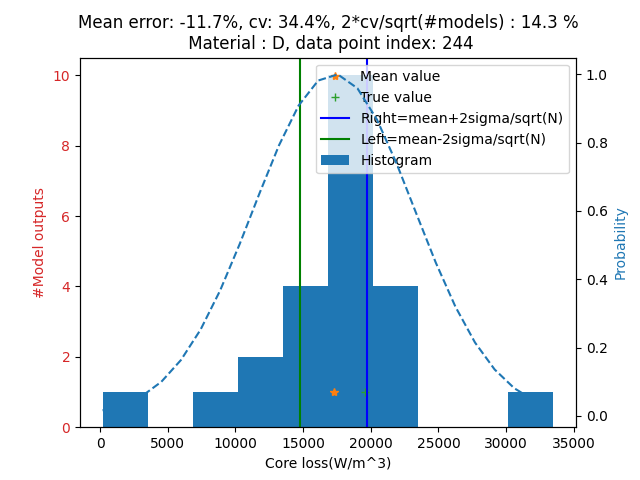 Mean error: -11.7%, cv: 34.4%, 2*cv/sqrt(#models) : 14.3 %
Material : D, data point index: 244
Mean value
True value
Right=mean+2sigma/sqrt(N)
Left=mean-2sigma/sqrt(N)
Histogram
#Model outputs
10
8
6
4
2
0
Probability
1.0
0.8
0.6
0.4
0.2
0.0
0 5000 10000 15000 20000 25000 30000 35000
Core loss(W/m^3)